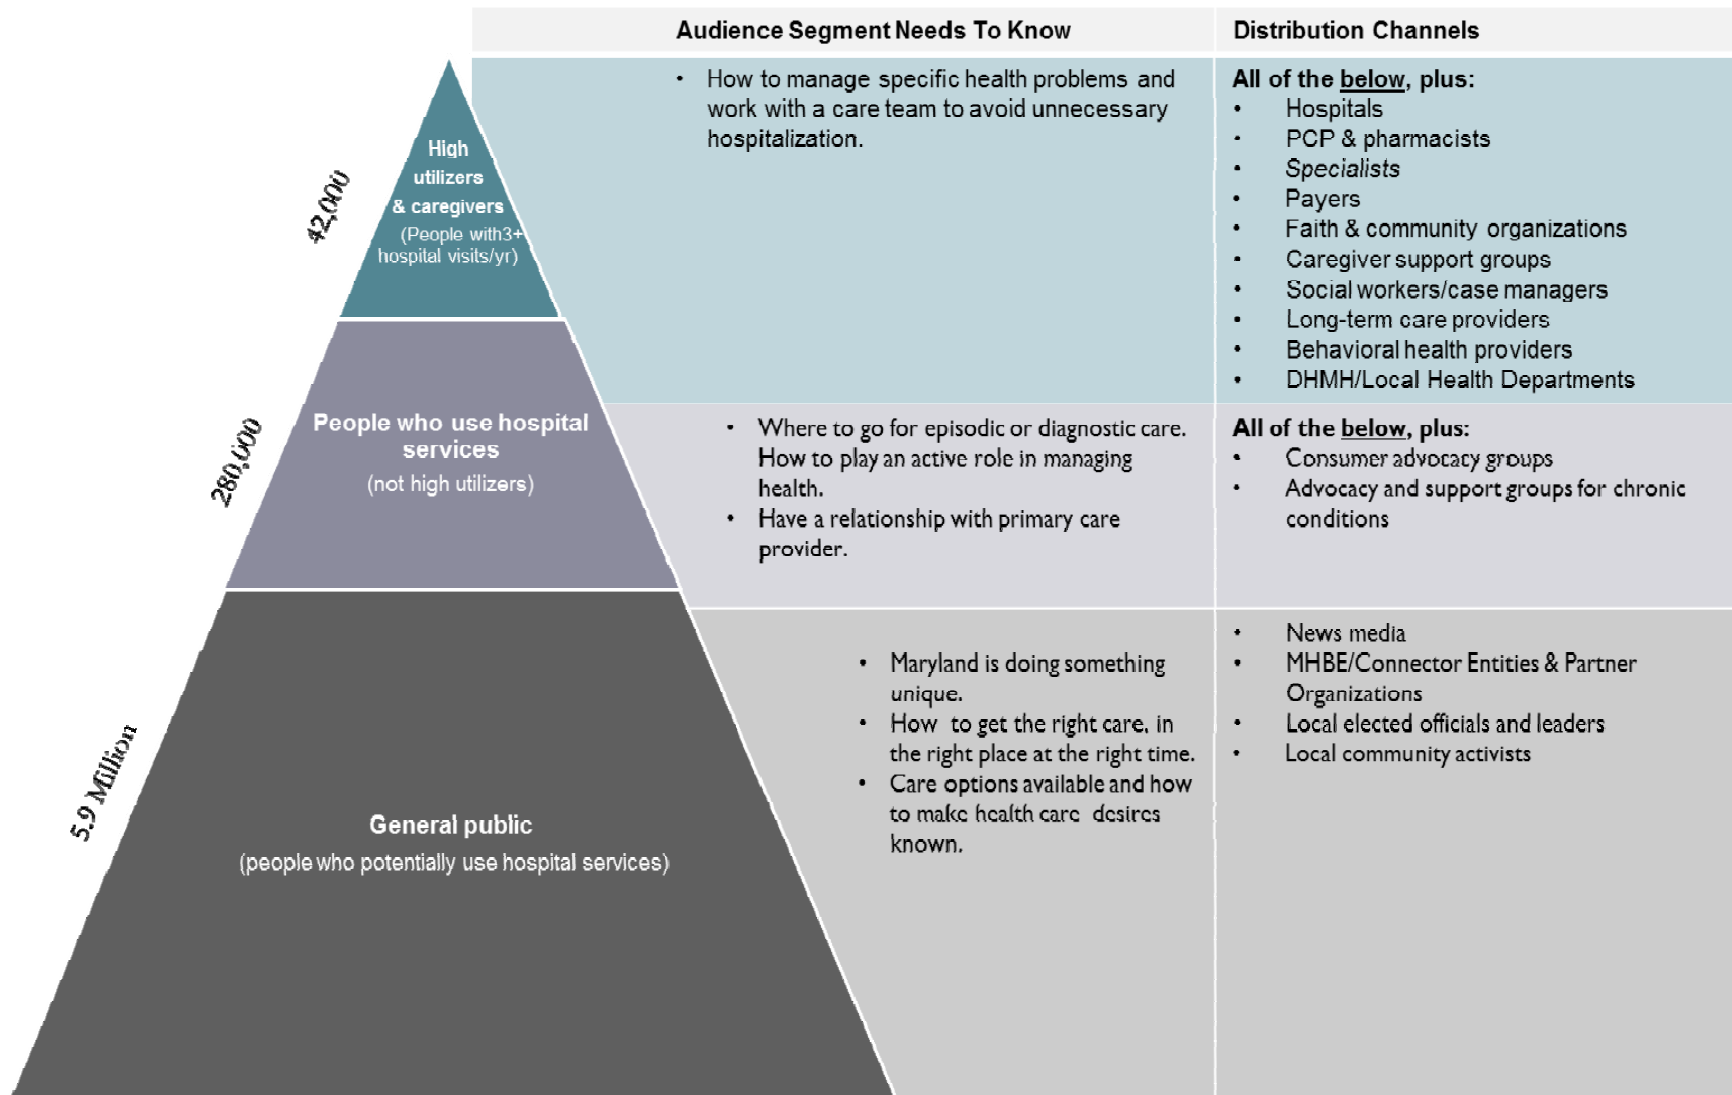 Audience Segment Needs To Know
Distribution Channels
42,000
High
utilizers
& caregivers
(People with3+
hospital visits/yr)
• How to manage specific health problems and
work with a care team to avoid unnecessary
hospitalization.
All of the below, plus:
• Hospitals
• PCP & pharmacists
• Specialists
• Payers
• Faith & community organizations
• Caregiver support groups
• Social workers/case managers
• Long-term care providers
• Behavioral health providers
• DHMH/Local Health Departments
280,000
People who use hospital
services
(not high utilizers)
• Where to go for episodic or diagnostic care.
How to play an active role in managing
health.
• Have a relationship with primary care
provider.
All of the below, plus:
• Consumer advocacy groups
• Advocacy and support groups for chronic
conditions
5.9 Million
General public
(people who potentially use hospital services)
• Maryland is doing something
unique.
• How to get the right care, in
the right place at the right time.
• Care options available and how
to make health care desires
known.
• News media
• MHBE/Connector Entities & Partner
Organizations
• Local elected officials and leaders
• Local community activists